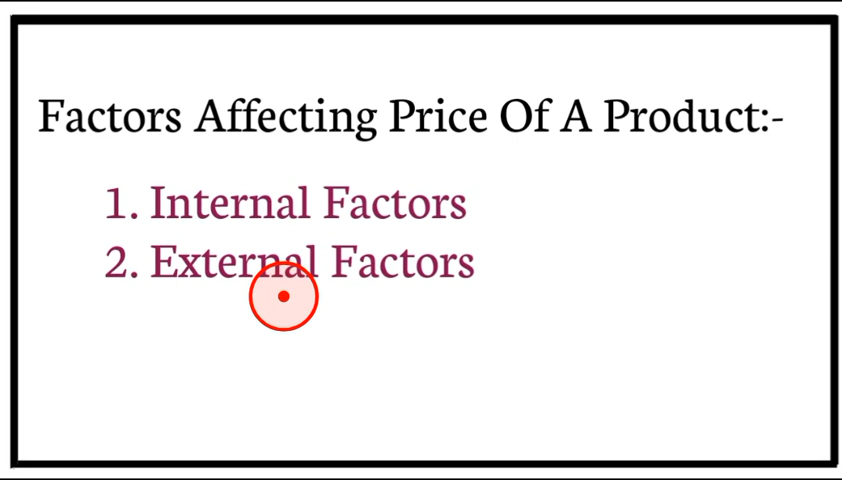 Factors Affecting Price Of A Product:-
1. Internal Factors
2. External Factors